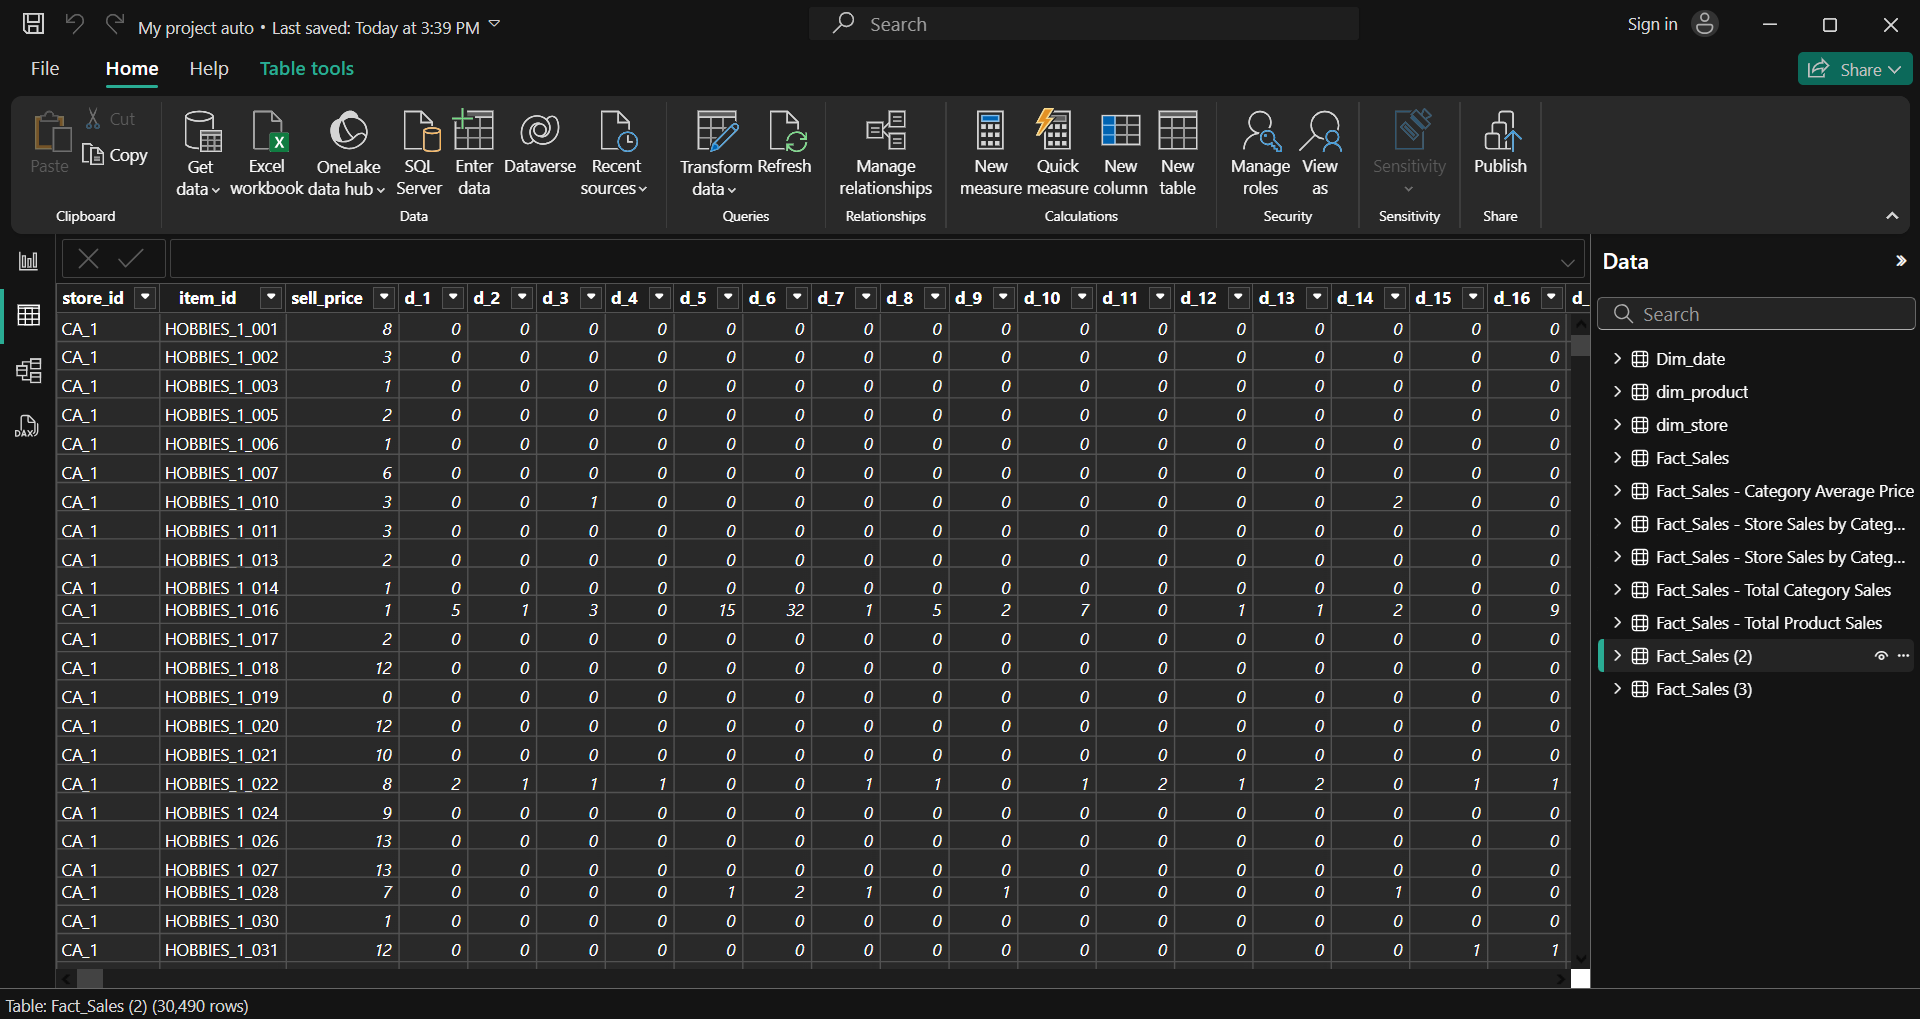 My project auto • Last saved: Today at 3:39 PM
Search
Sign in
File Home Help Table tools
Share
Paste
Cut
Copy
Clipboard
Get data
Excel workbook
OneLake data hub
SQL Server
Enter data
Dataverse
Recent sources
Data
Transform data
Refresh
Queries
Manage relationships
Relationships
New measure
Quick measure
New column
New table
Calculations
Manage roles
View as
Security
Sensitivity
Sensitivity
Publish
Share
DAX
store_id item_id sell_price d_1 d_2 d_3 d_4 d_5 d_6 d_7 d_8 d_9 d_10 d_11 d_12 d_13 d_14 d_15 d_16 d_
CA_1 HOBBIES_1_001 8 0 0 0 0 0 0 0 0 0 0 0 0 0 0 0 0
CA_1 HOBBIES_1_002 3 0 0 0 0 0 0 0 0 0 0 0 0 0 0 0 0
CA_1 HOBBIES_1_003 1 0 0 0 0 0 0 0 0 0 0 0 0 0 0 0 0
CA_1 HOBBIES_1_005 2 0 0 0 0 0 0 0 0 0 0 0 0 0 0 0 0
CA_1 HOBBIES_1_006 1 0 0 0 0 0 0 0 0 0 0 0 0 0 0 0 0
CA_1 HOBBIES_1_007 6 0 0 0 0 0 0 0 0 0 0 0 0 0 0 0 0
CA_1 HOBBIES_1_010 3 0 0 1 0 0 0 0 0 0 0 0 0 0 2 0 0
CA_1 HOBBIES_1_011 3 0 0 0 0 0 0 0 0 0 0 0 0 0 0 0 0
CA_1 HOBBIES_1_013 2 0 0 0 0 0 0 0 0 0 0 0 0 0 0 0 0
CA_1 HOBBIES_1_014 1 0 0 0 0 0 0 0 0 0 0 0 0 0 0 0 0
CA_1 HOBBIES_1_016 1 5 1 3 0 15 32 1 5 2 7 0 1 1 2 0 9
CA_1 HOBBIES_1_017 2 0 0 0 0 0 0 0 0 0 0 0 0 0 0 0 0
CA_1 HOBBIES_1_018 12 0 0 0 0 0 0 0 0 0 0 0 0 0 0 0 0
CA_1 HOBBIES_1_019 0 0 0 0 0 0 0 0 0 0 0 0 0 0 0 0 0
CA_1 HOBBIES_1_020 12 0 0 0 0 0 0 0 0 0 0 0 0 0 0 0 0
CA_1 HOBBIES_1_021 10 0 0 0 0 0 0 0 0 0 0 0 0 0 0 0 0
CA_1 HOBBIES_1_022 8 2 1 1 1 0 0 1 1 0 1 2 1 2 0 1 1
CA_1 HOBBIES_1_024 9 0 0 0 0 0 0 0 0 0 0 0 0 0 0 0 0
CA_1 HOBBIES_1_026 13 0 0 0 0 0 0 0 0 0 0 0 0 0 0 0 0
CA_1 HOBBIES_1_027 13 0 0 0 0 0 0 0 0 0 0 0 0 0 0 0 0
CA_1 HOBBIES_1_028 7 0 0 0 0 1 2 1 0 1 0 0 0 0 1 0 0
CA_1 HOBBIES_1_030 1 0 0 0 0 0 0 0 0 0 0 0 0 0 0 0 0
CA_1 HOBBIES_1_031 12 0 0 0 0 0 0 0 0 0 0 0 0 0 0 1 1
Data
Search
Dim_date
dim_product
dim_store
Fact_Sales
Fact_Sales - Category Average Price
Fact_Sales - Store Sales by Categ...
Fact_Sales - Store Sales by Categ...
Fact_Sales - Total Category Sales
Fact_Sales - Total Product Sales
Fact_Sales (2)
Fact_Sales (3)
Table: Fact_Sales (2) (30,490 rows)